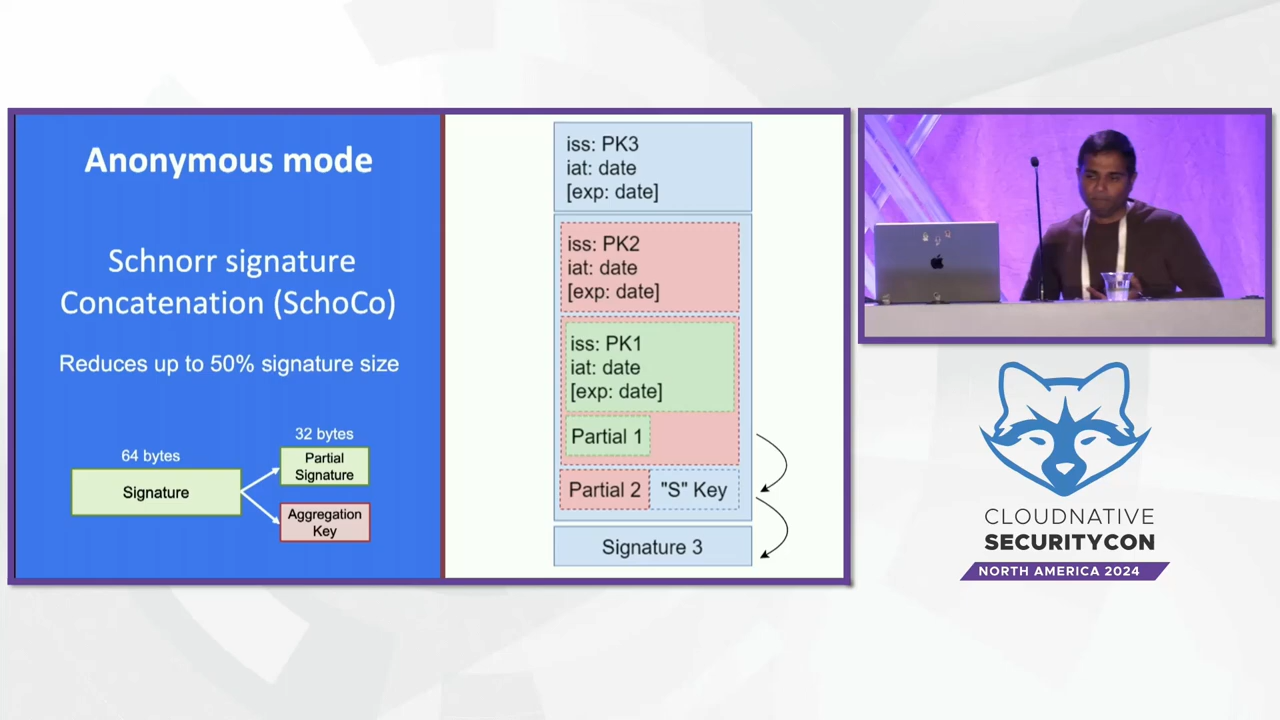 Anonymous mode
Schnorr signature
Concatenation (SchoCo)
Reduces up to 50% signature size
64 bytes
Signature
32 bytes
Partial
Signature
Aggregation
Key
iss: PK3
iat: date
[exp: date]
iss: PK2
iat: date
[exp: date]
iss: PK1
iat: date
[exp: date]
Partial 1
Partial 2
"S" Key
Signature 3
CLOUDNATIVE
SECURITYCON
NORTH AMERICA 2024